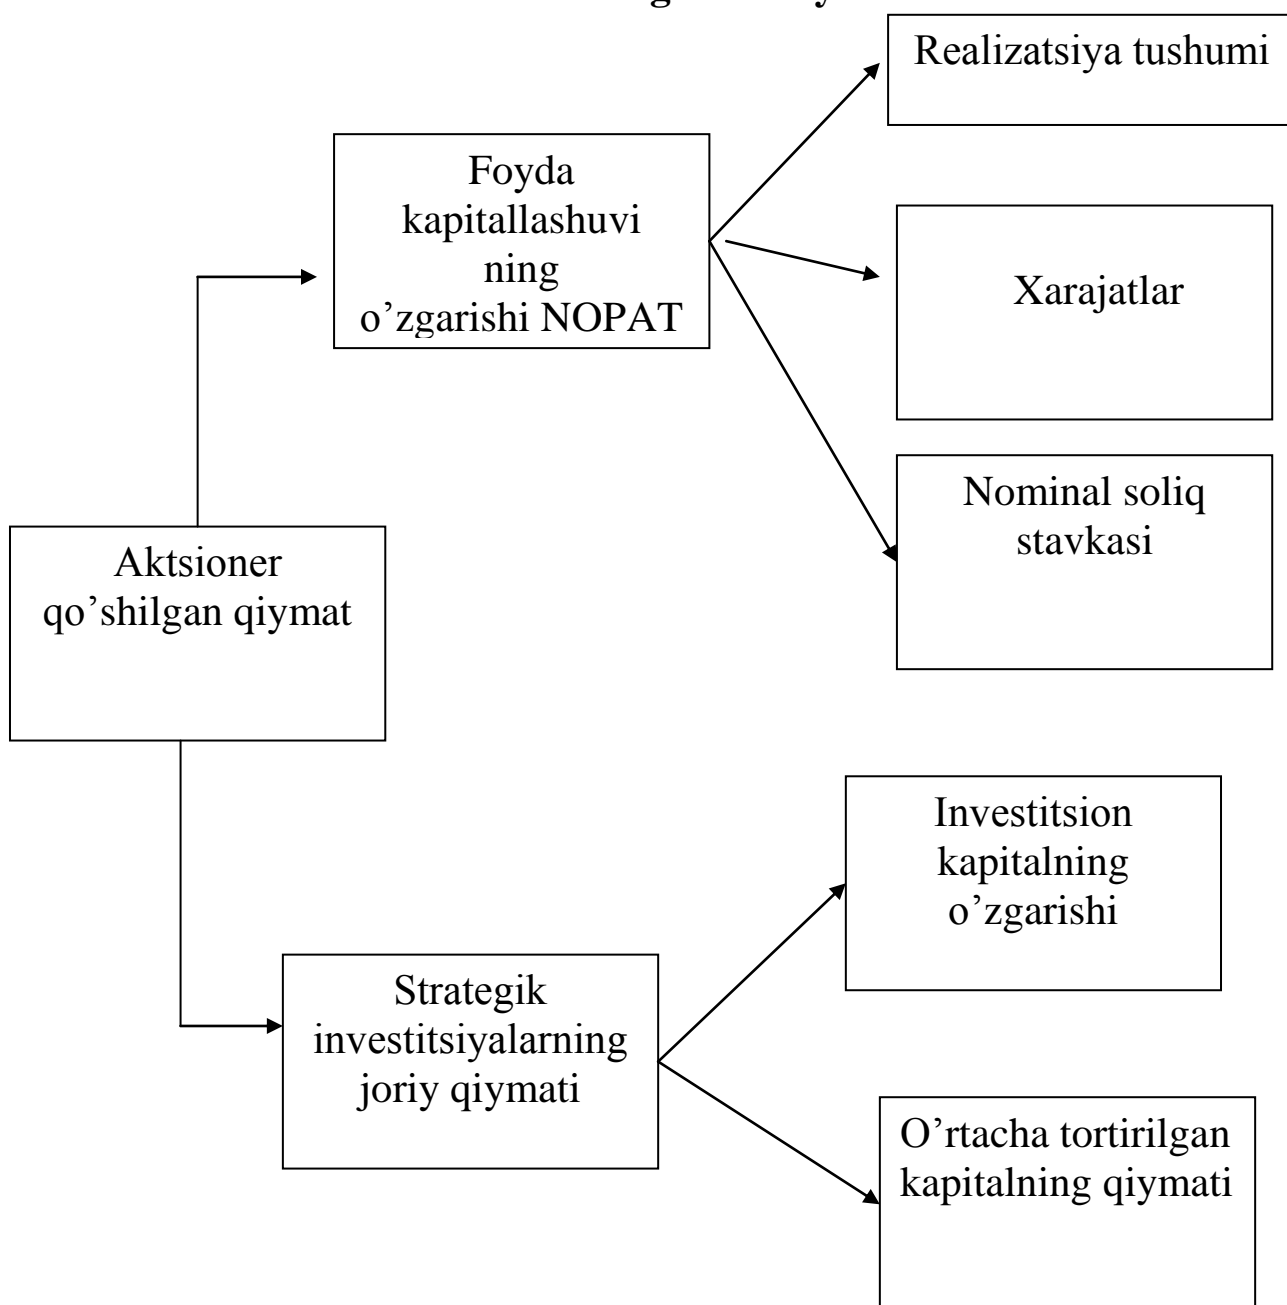 Realizatsiya tushumi
Foyda
kapitallashuvi
ning
o’zgarishi NOPAT
Xarajatlar
Nominal soliq
stavkasi
Aktsioner
qo’shilgan qiymat
Investitsion
kapitalning
o’zgarishi
Strategik
investitsiyalarning
joriy qiymati
O’rtacha tortirilgan
kapitalning qiymati